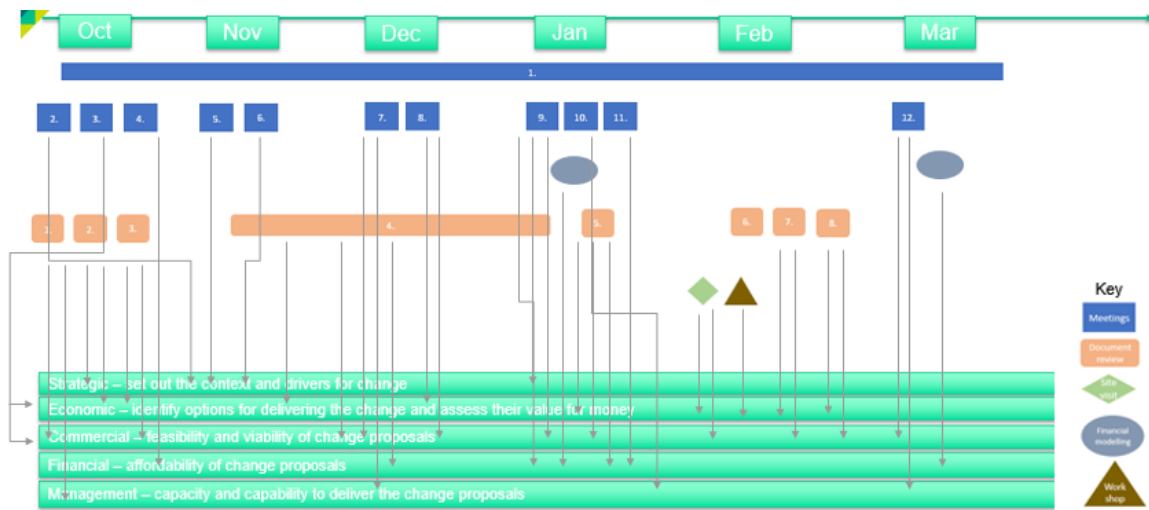 Oct Nov Dec Jan Feb Mar
1.
2. 3. 4. 5. 6. 7. 8. 9. 10. 11. 12.
1. 2. 3. 4. 5. 6. 7. 8.
Key
Meetings
Document
review
Site
visit
Financial
modelling
Work
shop
Strategic – set out the context and drivers for change
Economic – identify options for delivering the change and assess their value for money
Commercial – feasibility and viability of change proposals
Financial – affordability of change proposals
Management – capacity and capability to deliver the change proposals